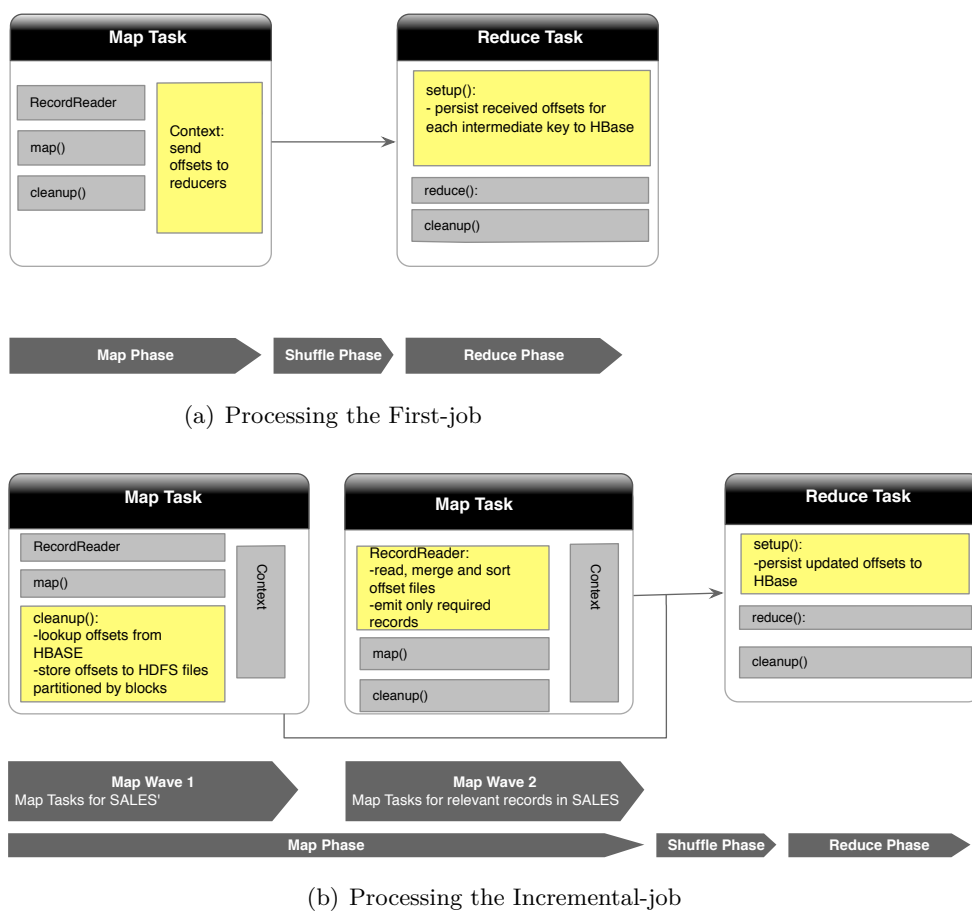 Map Task
RecordReader
map()
cleanup()
Context:
send
offsets to
reducers
Reduce Task
setup():
- persist received offsets for
each intermediate key to HBase
reduce():
cleanup()
Map Phase
Shuffle Phase
Reduce Phase
(a) Processing the First-job
Map Task
RecordReader
map()
cleanup():
-lookup offsets from
HBASE
-store offsets to HDFS files
partitioned by blocks
Context
Map Task
RecordReader:
-read, merge and sort
offset files
-emit only required
records
map()
cleanup()
Context
Reduce Task
setup():
-persist updated offsets to
HBase
reduce():
cleanup()
Map Wave 1
Map Tasks for SALES'
Map Wave 2
Map Tasks for relevant records in SALES
Map Phase
Shuffle Phase
Reduce Phase
(b) Processing the Incremental-job